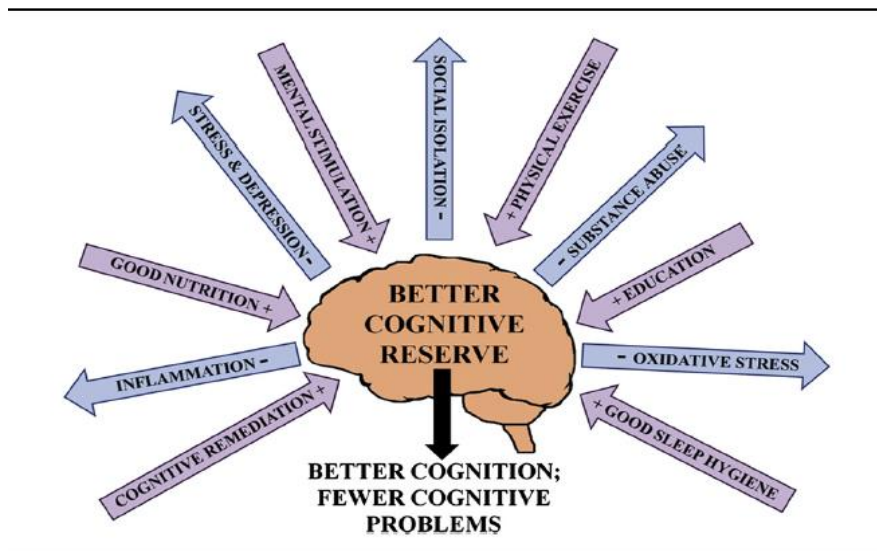 SOCIAL ISOLATION -
MENTAL STIMULATION +
+ PHYSICAL EXERCISE
STRESS & DEPRESSION -
- SUBSTANCE ABUSE
GOOD NUTRITION +
+ EDUCATION
BETTER
COGNITIVE
RESERVE
INFLAMMATION -
- OXIDATIVE STRESS
COGNITIVE REMEDIATION +
+ GOOD SLEEP HYGIENE
BETTER COGNITION;
FEWER COGNITIVE
PROBLEMS